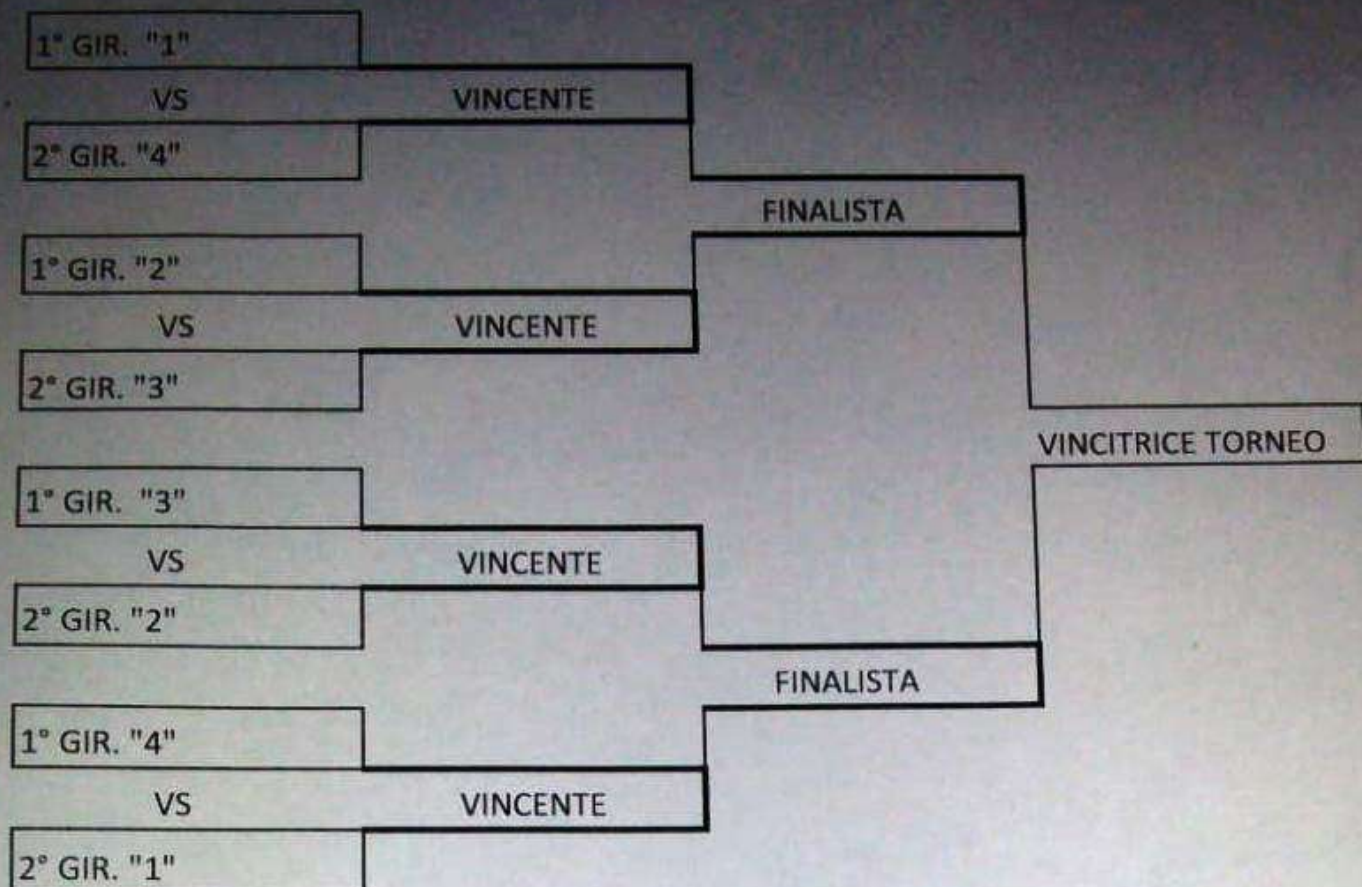 1° GIR. "1"
VS
VINCENTE
2° GIR. "4"
FINALISTA
1° GIR. "2"
VS
VINCENTE
2° GIR. "3"
VINCITRICE TORNEO
1° GIR. "3"
VS
VINCENTE
2° GIR. "2"
FINALISTA
1° GIR. "4"
VS
VINCENTE
2° GIR. "1"